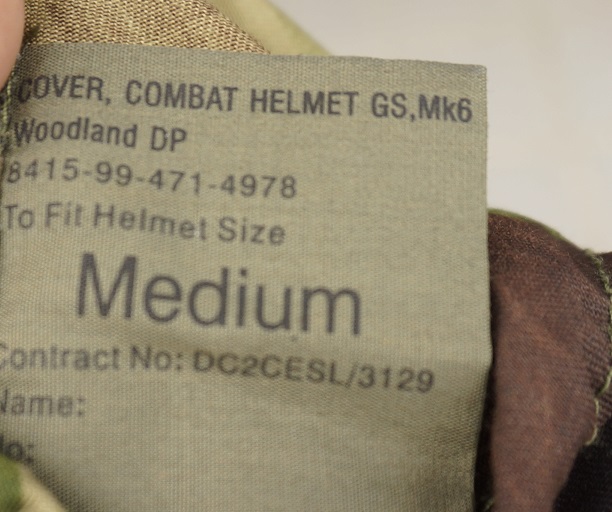 COVER, COMBAT HELMET GS,Mk6
Woodland DP
8415-99-471-4978
To Fit Helmet Size
Medium
Contract No: DC2CESL/3129
Name:
No: